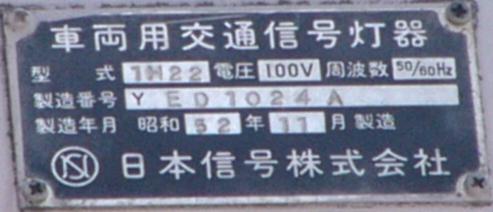 車両用交通信号灯器
型 式 1H22 電圧 100V 周波数 50/60Hz
製造番号 Y ED1024A
製造年月 昭和 52 年 11 月 製造
日本信号株式会社